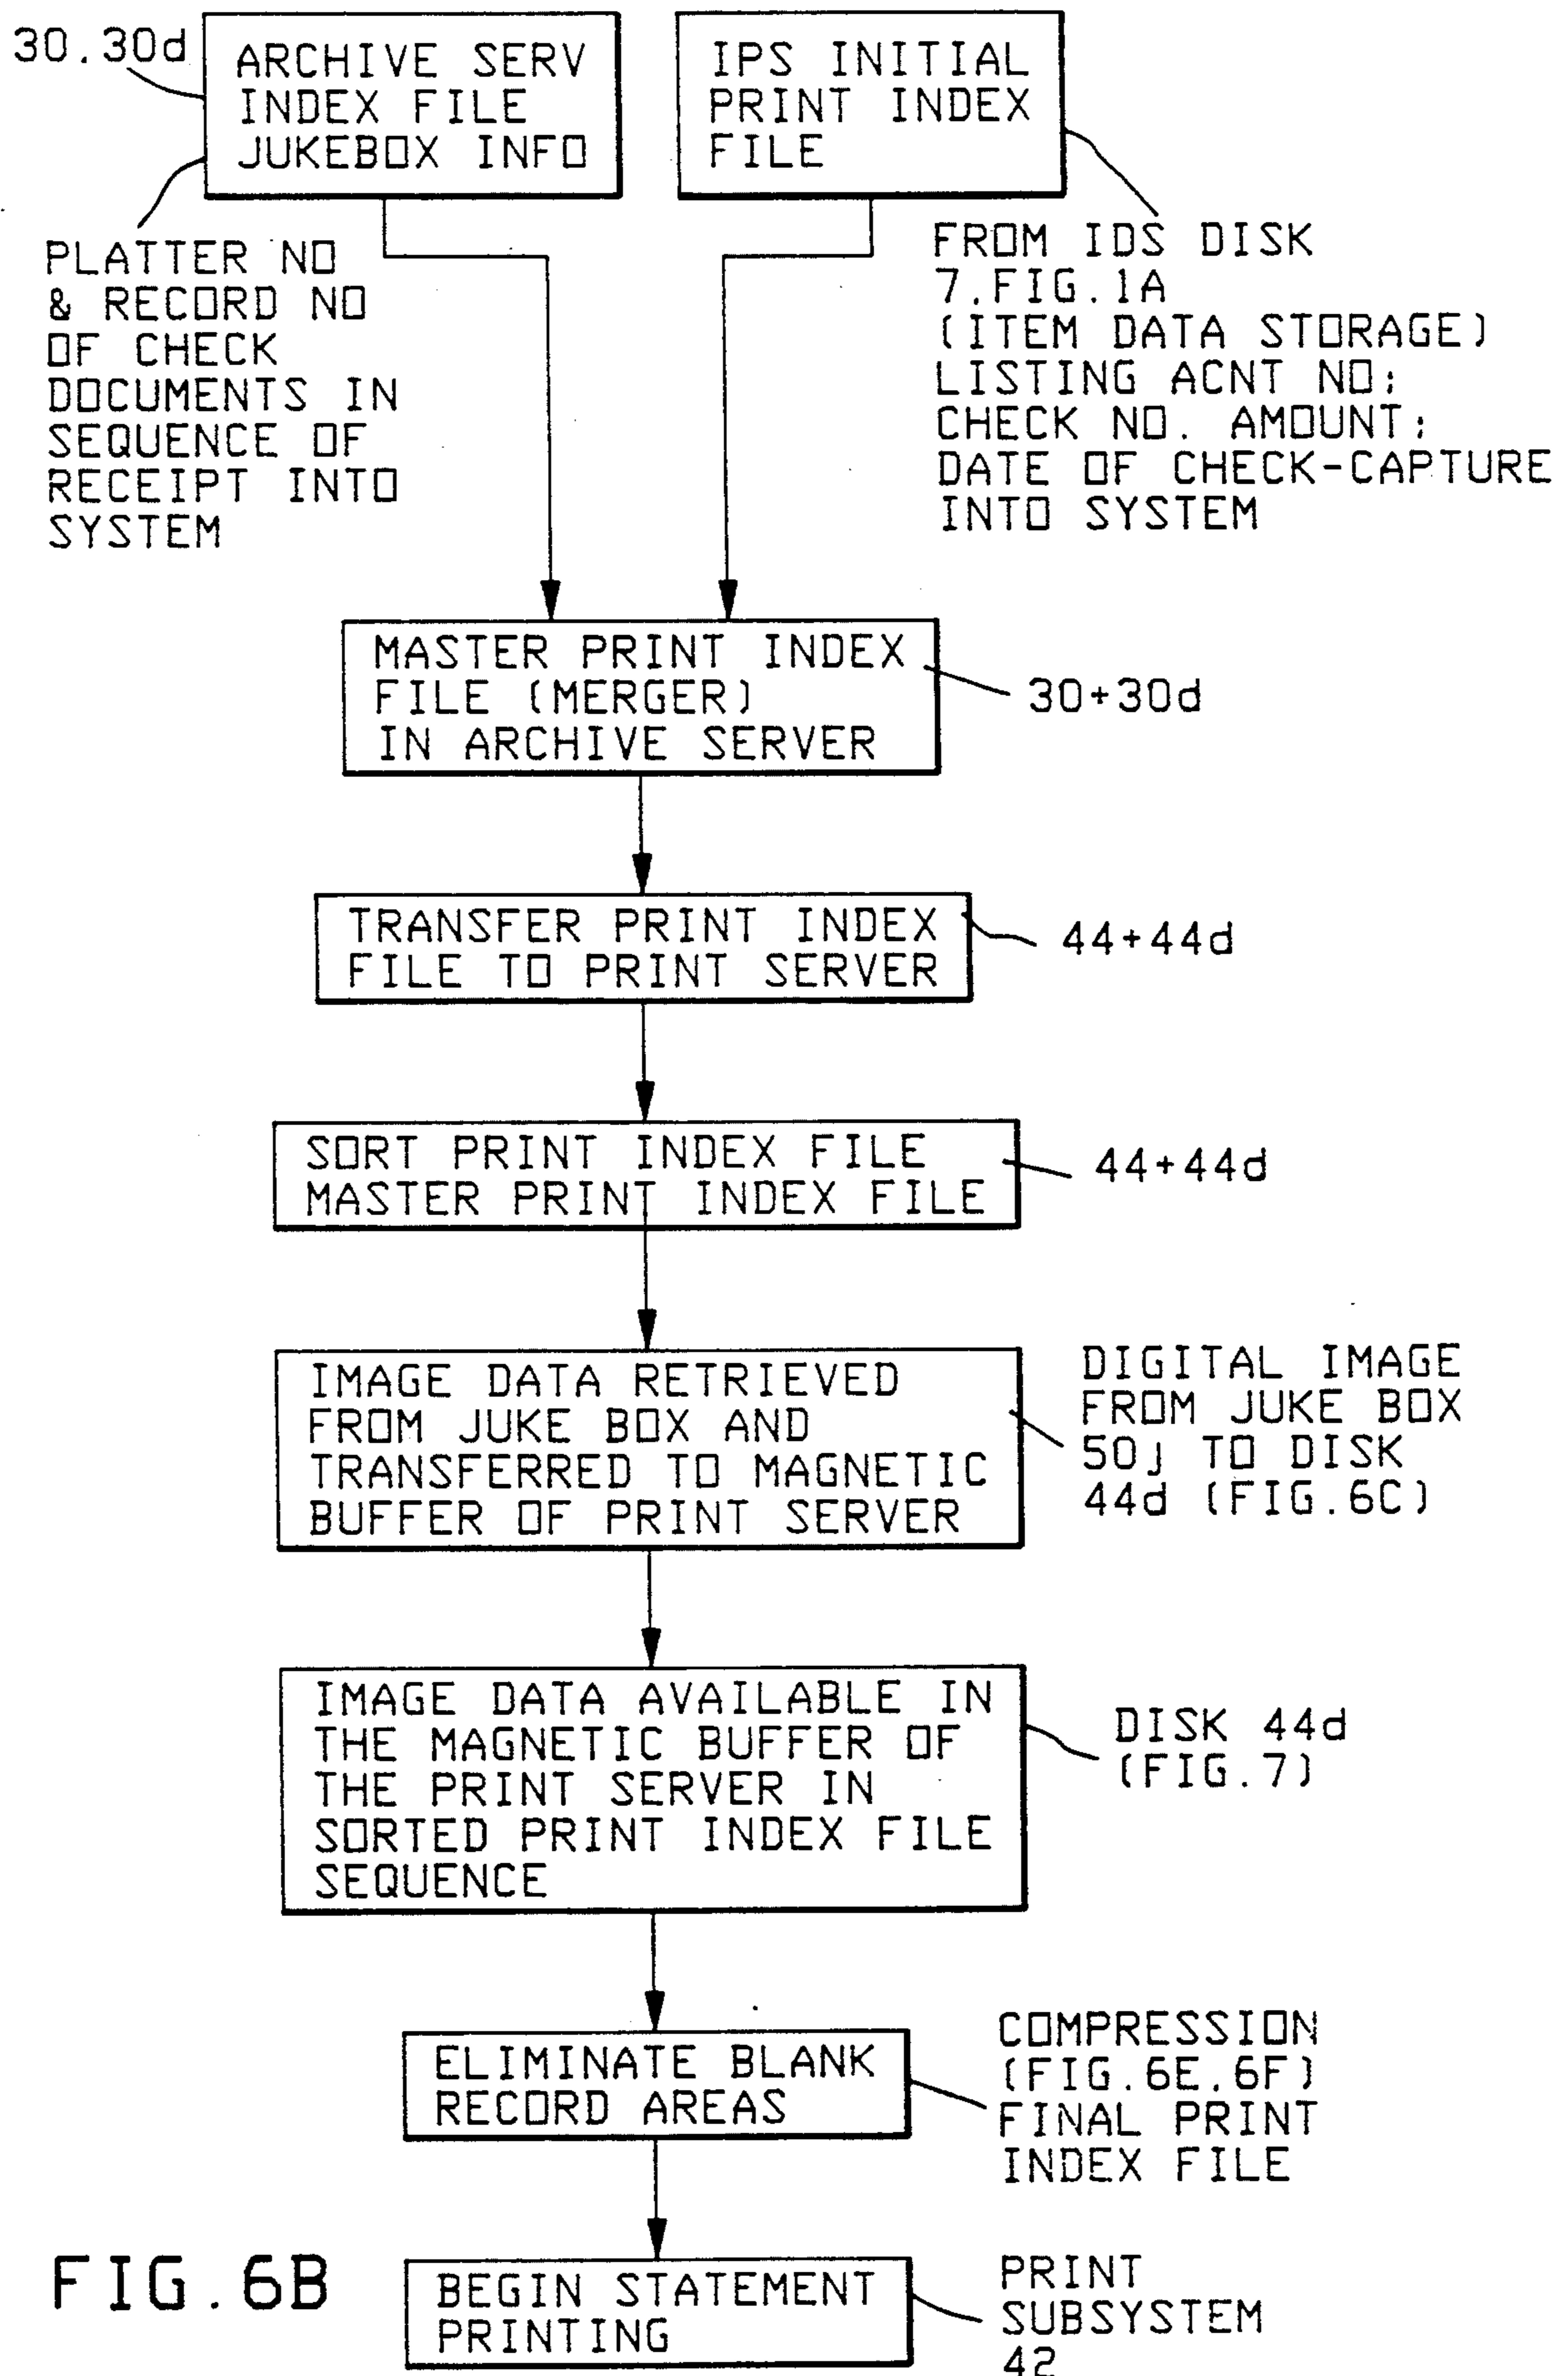 30.30d
ARCHIVE SERV
INDEX FILE
JUKEBOX INFO
IPS INITIAL
PRINT INDEX
FILE
PLATTER NO
& RECORD NO
OF CHECK
DOCUMENTS IN
SEQUENCE OF
RECEIPT INTO
SYSTEM
FROM IDS DISK
7.FIG.1A
(ITEM DATA STORAGE)
LISTING ACNT NO;
CHECK NO. AMOUNT;
DATE OF CHECK-CAPTURE
INTO SYSTEM
MASTER PRINT INDEX
FILE (MERGER)
IN ARCHIVE SERVER
30+30d
TRANSFER PRINT INDEX
FILE TO PRINT SERVER
44+44d
SORT PRINT INDEX FILE
MASTER PRINT INDEX FILE
44+44d
IMAGE DATA RETRIEVED
FROM JUKE BOX AND
TRANSFERRED TO MAGNETIC
BUFFER OF PRINT SERVER
DIGITAL IMAGE
FROM JUKE BOX
50j TO DISK
44d (FIG.6C)
IMAGE DATA AVAILABLE IN
THE MAGNETIC BUFFER OF
THE PRINT SERVER IN
SORTED PRINT INDEX FILE
SEQUENCE
DISK 44d
(FIG.7)
ELIMINATE BLANK
RECORD AREAS
COMPRESSION
(FIG.6E.6F)
FINAL PRINT
INDEX FILE
BEGIN STATEMENT
PRINTING
PRINT
SUBSYSTEM
42
FIG.6B